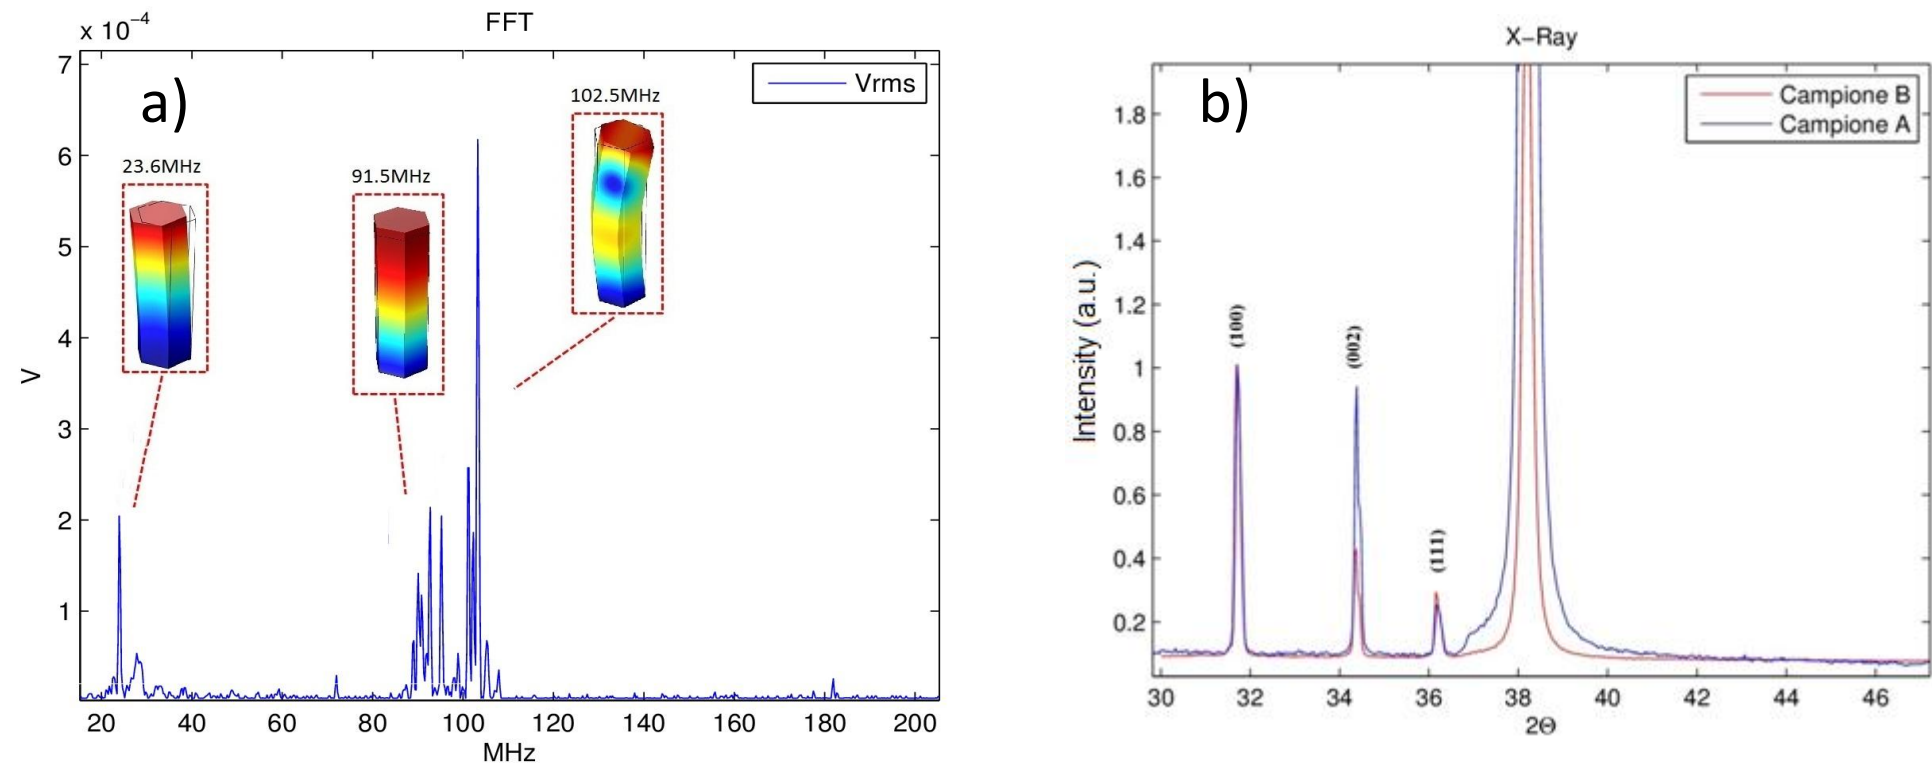 x 10⁻⁴
FFT
a)
Vrms
102.5MHz
23.6MHz
91.5MHz
7
6
5
4
3
2
1
V
20 40 60 80 100 120 140 160 180 200
MHz
X-Ray
b)
Campione B
Campione A
1.8
1.6
1.4
1.2
1
0.8
0.6
0.4
0.2
Intensity (a.u.)
(100)
(002)
(111)
30 32 34 36 38 40 42 44 46
2Θ